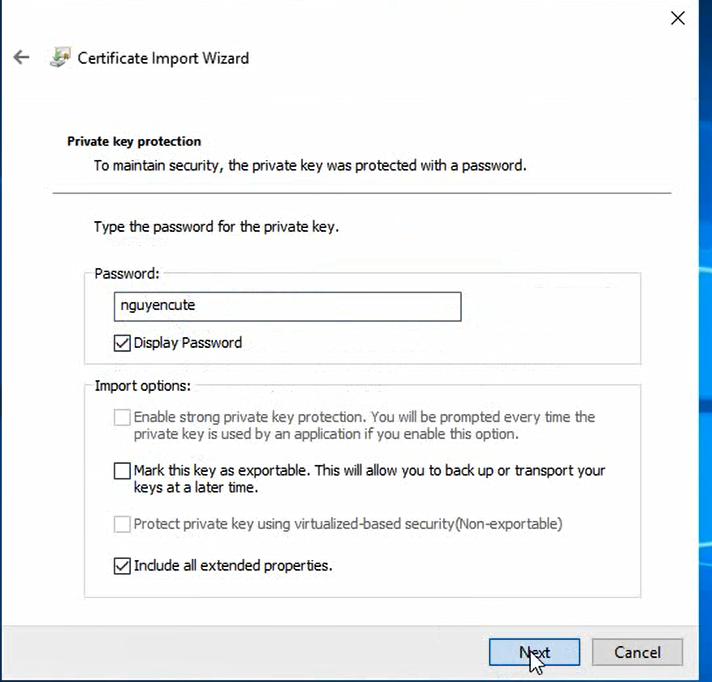 Certificate Import Wizard
Private key protection
To maintain security, the private key was protected with a password.
Type the password for the private key.
Password:
nguyencute
Display Password
Import options:
Enable strong private key protection. You will be prompted every time the
private key is used by an application if you enable this option.
Mark this key as exportable. This will allow you to back up or transport your
keys at a later time.
Protect private key using virtualized-based security(Non-exportable)
Include all extended properties.
Next
Cancel